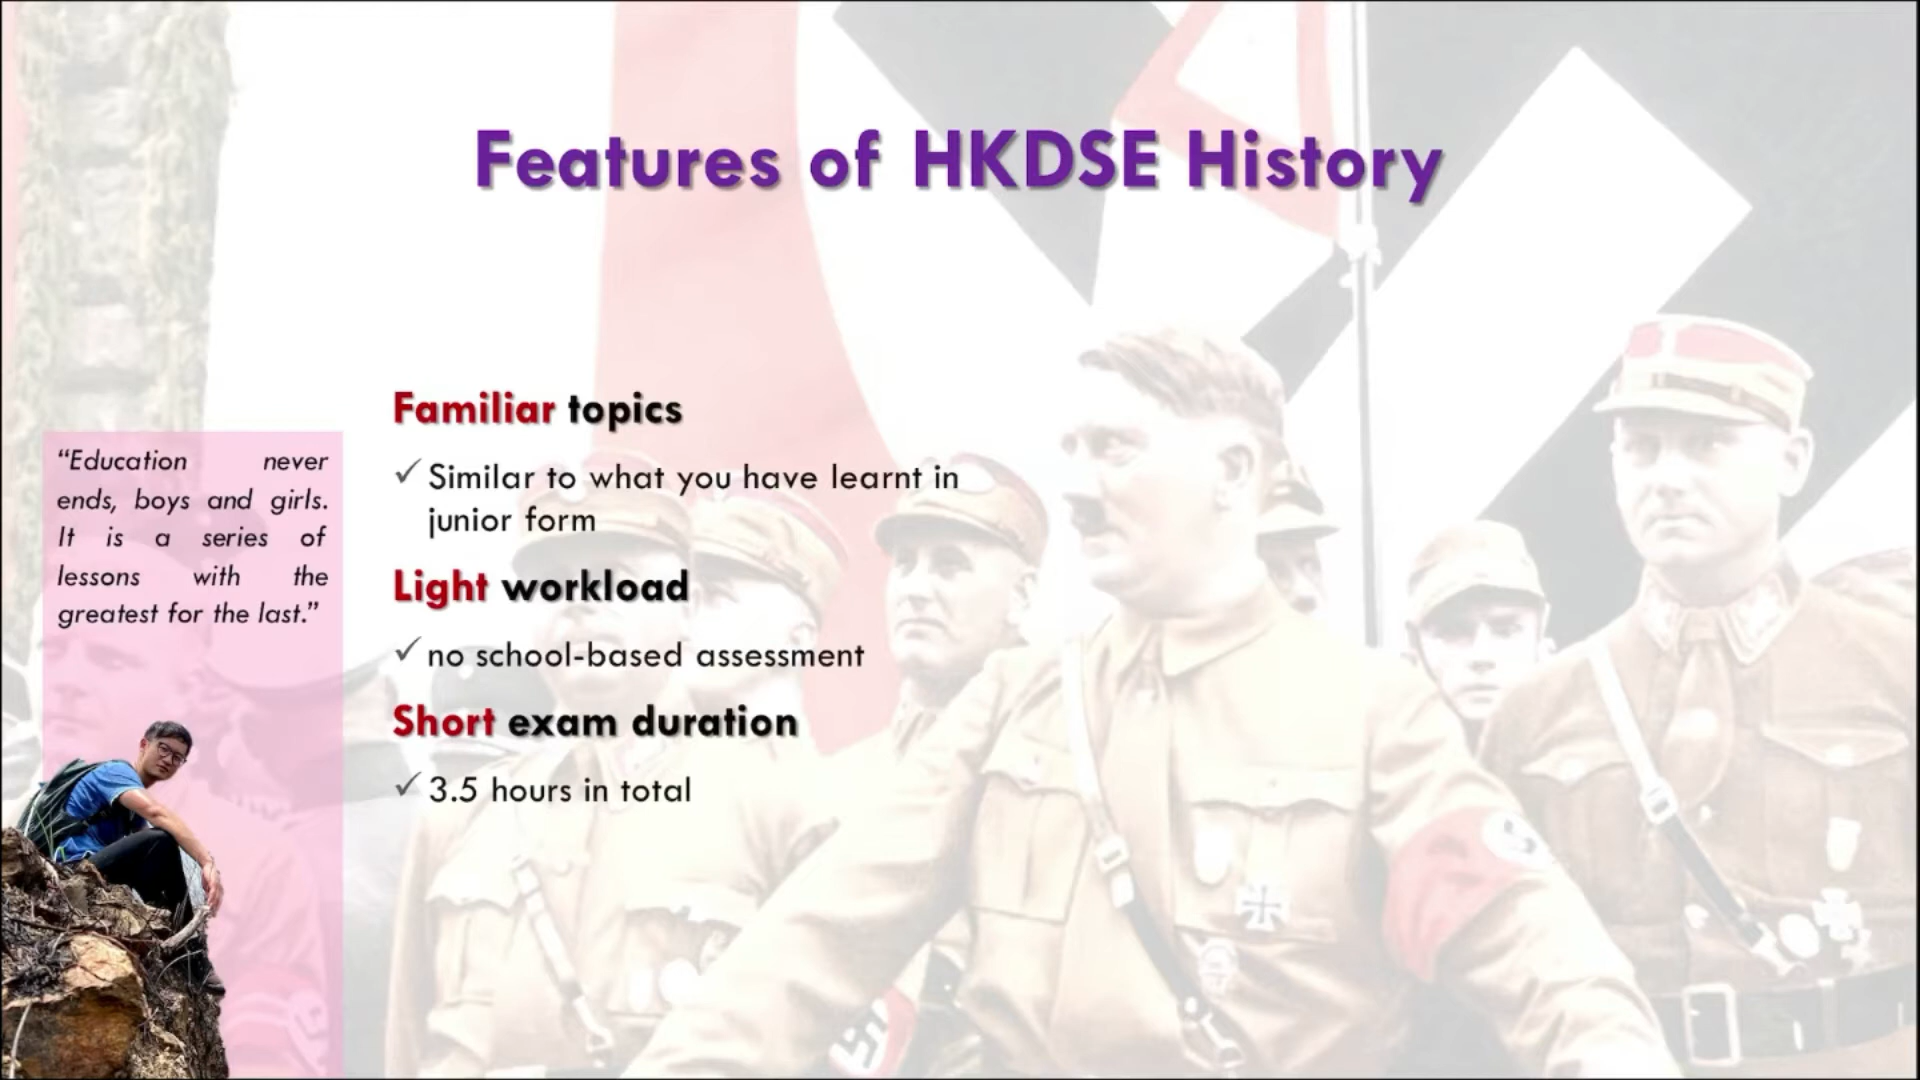 Features of HKDSE History
“Education never
ends, boys and girls.
It is a series of
lessons with the
greatest for the last.”
Familiar topics
✓ Similar to what you have learnt in
junior form
Light workload
✓ no school-based assessment
Short exam duration
✓ 3.5 hours in total